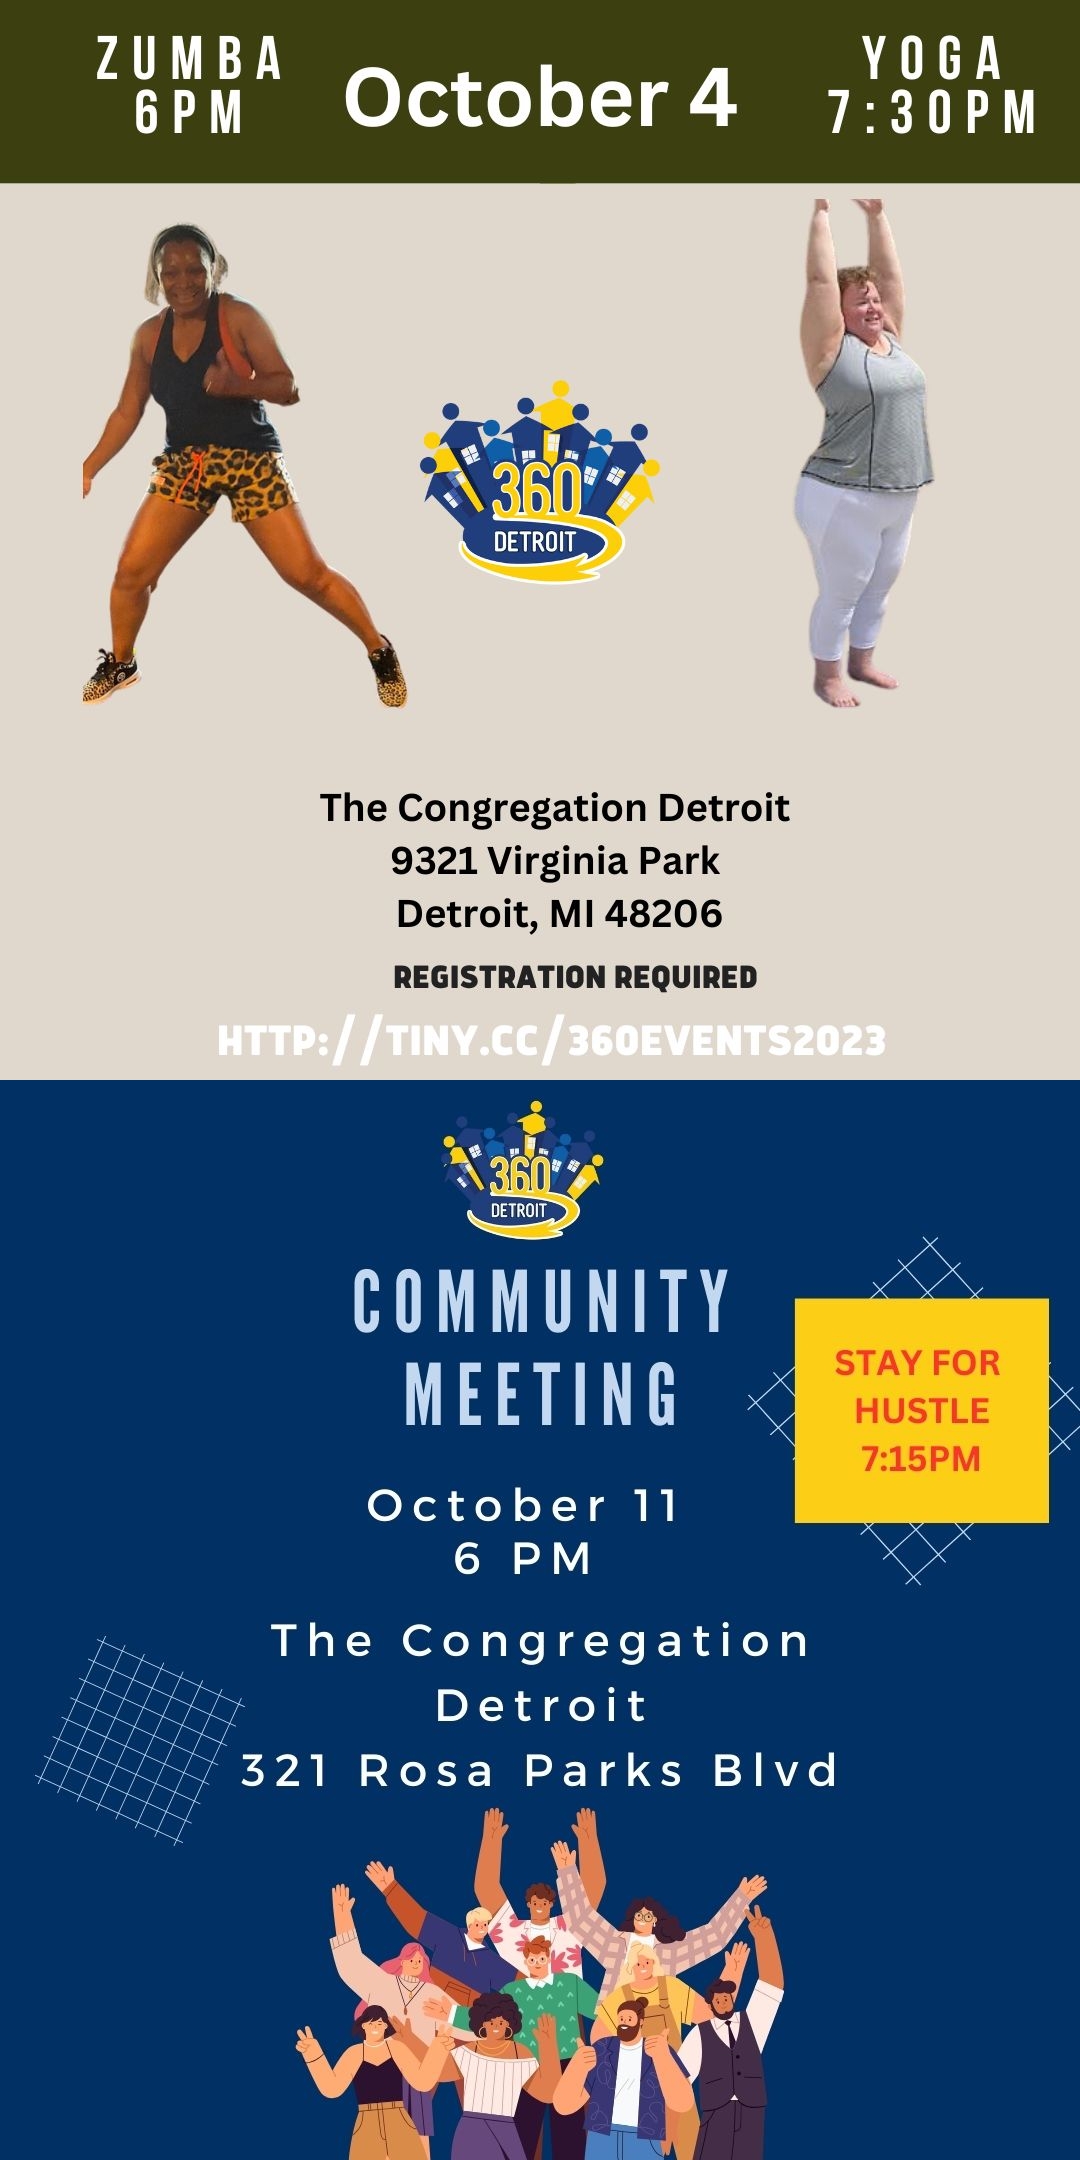 ZUMBA
6PM
October 4
YOGA
7:30PM
360
DETROIT
The Congregation Detroit
9321 Virginia Park
Detroit, MI 48206
REGISTRATION REQUIRED
HTTP://TINY.CC/360EVENTS2023
360
DETROIT
COMMUNITY
MEETING
STAY FOR
HUSTLE
7:15PM
October 11
6 PM
The Congregation
Detroit
321 Rosa Parks Blvd